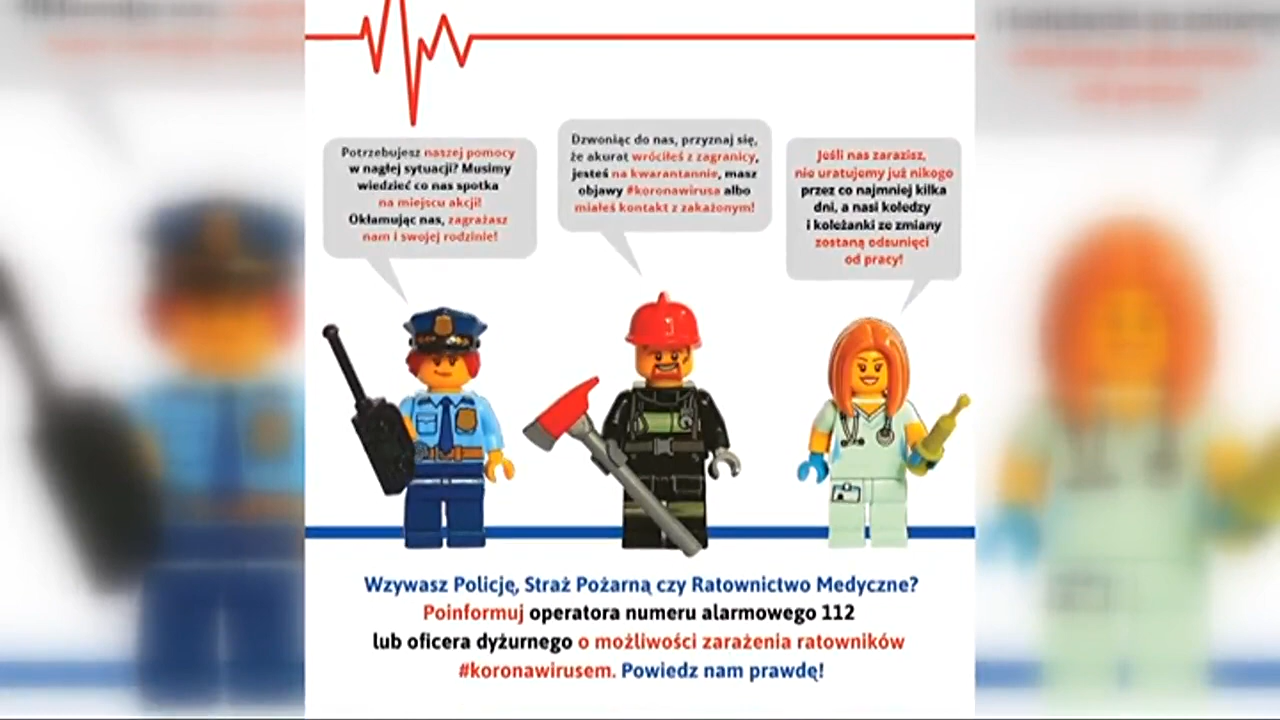 Potrzebujesz naszej pomocy
w nagłej sytuacji? Musimy
wiedzieć co nas spotka
na miejscu akcji!
Okłamując nas, zagrażasz
nam i swojej rodzinie!
Dzwoniąc do nas, przyznaj się,
że akurat wróciłeś z zagranicy,
jesteś na kwarantannie, masz
objawy #koronawirusa albo
miałeś kontakt z zakażonym!
Jeśli nas zarazisz,
nie uratujemy już nikogo
przez co najmniej kilka
dni, a nasi koledzy
i koleżanki ze zmiany
zostaną odsunięci
od pracy!
Wzywasz Policję, Straż Pożarną czy Ratownictwo Medyczne?
Poinformuj operatora numeru alarmowego 112
lub oficera dyżurnego o możliwości zarażenia ratowników
#koronawirusem. Powiedz nam prawdę!